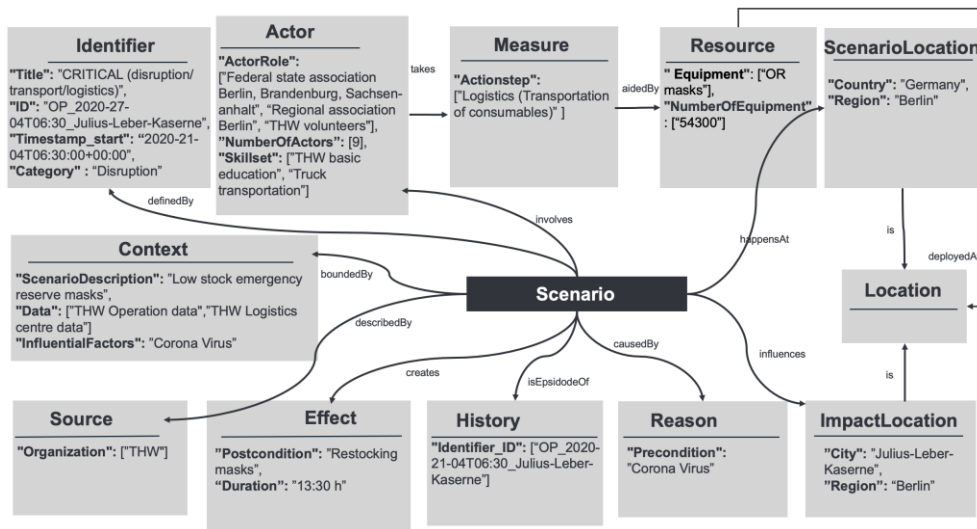 Identifier
"Title": "CRITICAL (disruption/
transport/logistics)",
"ID": "OP_2020-27-
04T06:30_Julius-Leber-Kaserne",
"Timestamp_start": “2020-21-
04T06:30:00+00:00”,
"Category" : “Disruption"
Actor
"ActorRole":
["Federal state association
Berlin, Brandenburg, Sachsen-
anhalt”, “Regional association
Berlin”, “THW volunteers"],
"NumberOfActors": [9],
"Skillset": ["THW basic
education", “Truck
transportation"]
takes
Measure
"Actionstep":
["Logistics (Transportation
of consumables)” ]
aidedBy
Resource
" Equipment": [“OR
masks"],
"NumberOfEquipment"
: [“54300”]
ScenarioLocation
"Country": "Germany",
"Region": "Berlin”
definedBy
involves
happensAt
is
deployedA
Context
"ScenarioDescription": "Low stock emergency
reserve masks”,
"Data": ["THW Operation data",”THW Logistics
centre data"]
"InfluentialFactors": "Corona Virus”
boundedBy
Scenario
Location
describedBy
creates
isEpsidodeOf
causedBy
influences
is
Source
"Organization": ["THW"]
Effect
"Postcondition": "Restocking
masks",
“Duration”: "13:30 h”
History
"Identifier_ID": ["OP_2020-
21-04T06:30_Julius-Leber-
Kaserne”]
Reason
"Precondition":
"Corona Virus”
ImpactLocation
"City": "Julius-Leber-
Kaserne”,
"Region": “Berlin”